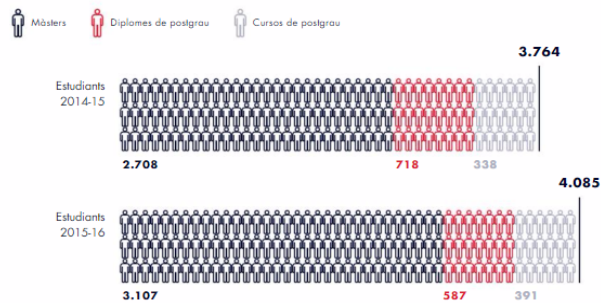 Màsters Diplomes de postgrau Cursos de postgrau
3.764
Estudiants
2014-15
2.708 718 338
4.085
Estudiants
2015-16
3.107 587 391